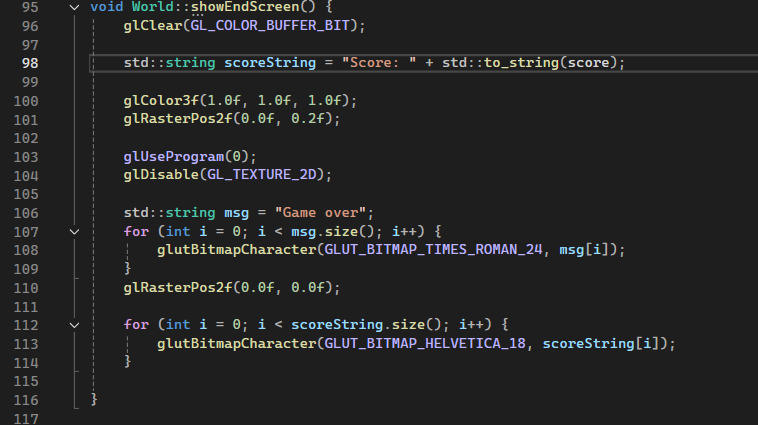 95 void World::showEndScreen() {
96 glClear(GL_COLOR_BUFFER_BIT);
97
98 std::string scoreString = "Score: " + std::to_string(score);
99
100 glColor3f(1.0f, 1.0f, 1.0f);
101 glRasterPos2f(0.0f, 0.2f);
102
103 glUseProgram(0);
104 glDisable(GL_TEXTURE_2D);
105
106 std::string msg = "Game over";
107 for (int i = 0; i < msg.size(); i++) {
108 glutBitmapCharacter(GLUT_BITMAP_TIMES_ROMAN_24, msg[i]);
109 }
110 glRasterPos2f(0.0f, 0.0f);
111
112 for (int i = 0; i < scoreString.size(); i++) {
113 glutBitmapCharacter(GLUT_BITMAP_HELVETICA_18, scoreString[i]);
114 }
115
116 }
117